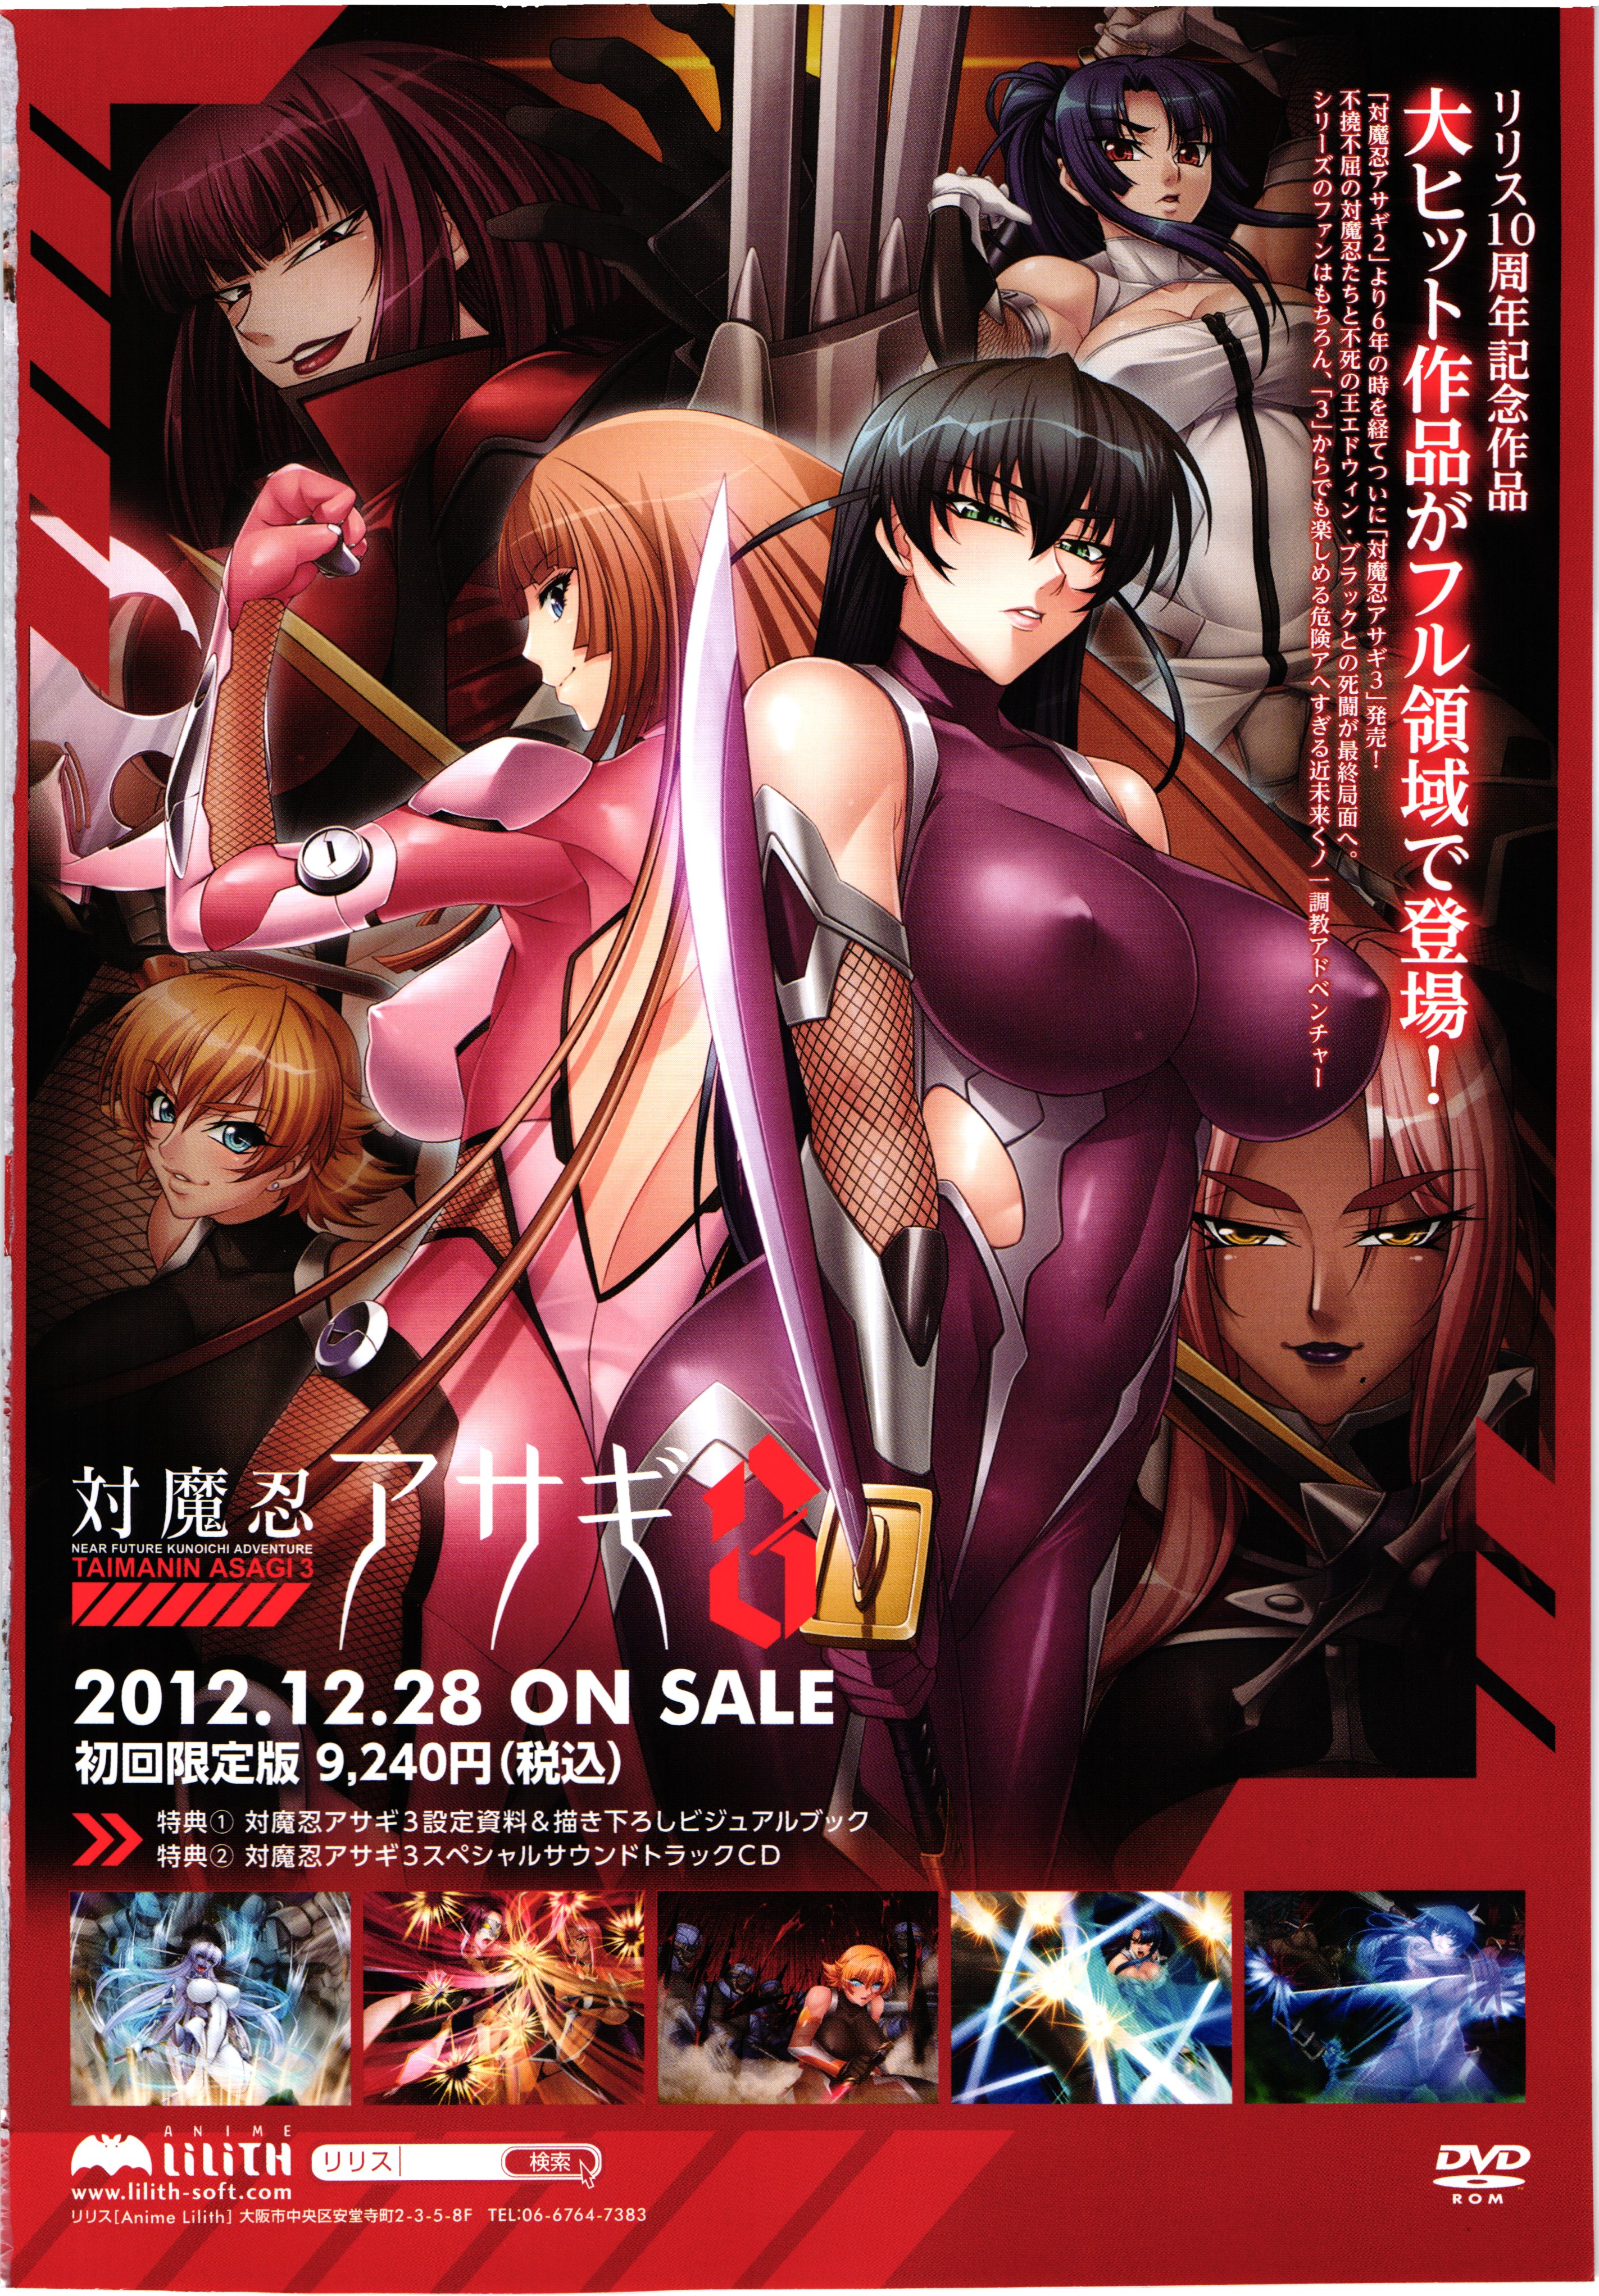 リリス10周年記念作品
大ヒット作品がフル領域で登場！
「対魔忍アサギ2」より6年の時を経てついに「対魔忍アサギ3」発売！
不撓不屈の対魔忍たちと不死の王エドウィン・ブラックとの死闘が最終局面へ。
シリーズのファンはもちろん、「3」からでも楽しめる危険アヘすぎる近未来くノ一調教アドベンチャー
対魔忍アサギ3
NEAR FUTURE KUNOICHI ADVENTURE
TAIMANIN ASAGI 3
2012.12.28 ON SALE
初回限定版 9,240円（税込）
特典① 対魔忍アサギ3設定資料＆描き下ろしビジュアルブック
特典② 対魔忍アサギ3スペシャルサウンドトラックCD
ANIME
LiLiTH
リリス 検索
www.lilith-soft.com
リリス[Anime Lilith] 大阪市中央区安堂寺町2-3-5-8F TEL:06-6764-7383
DVD
ROM